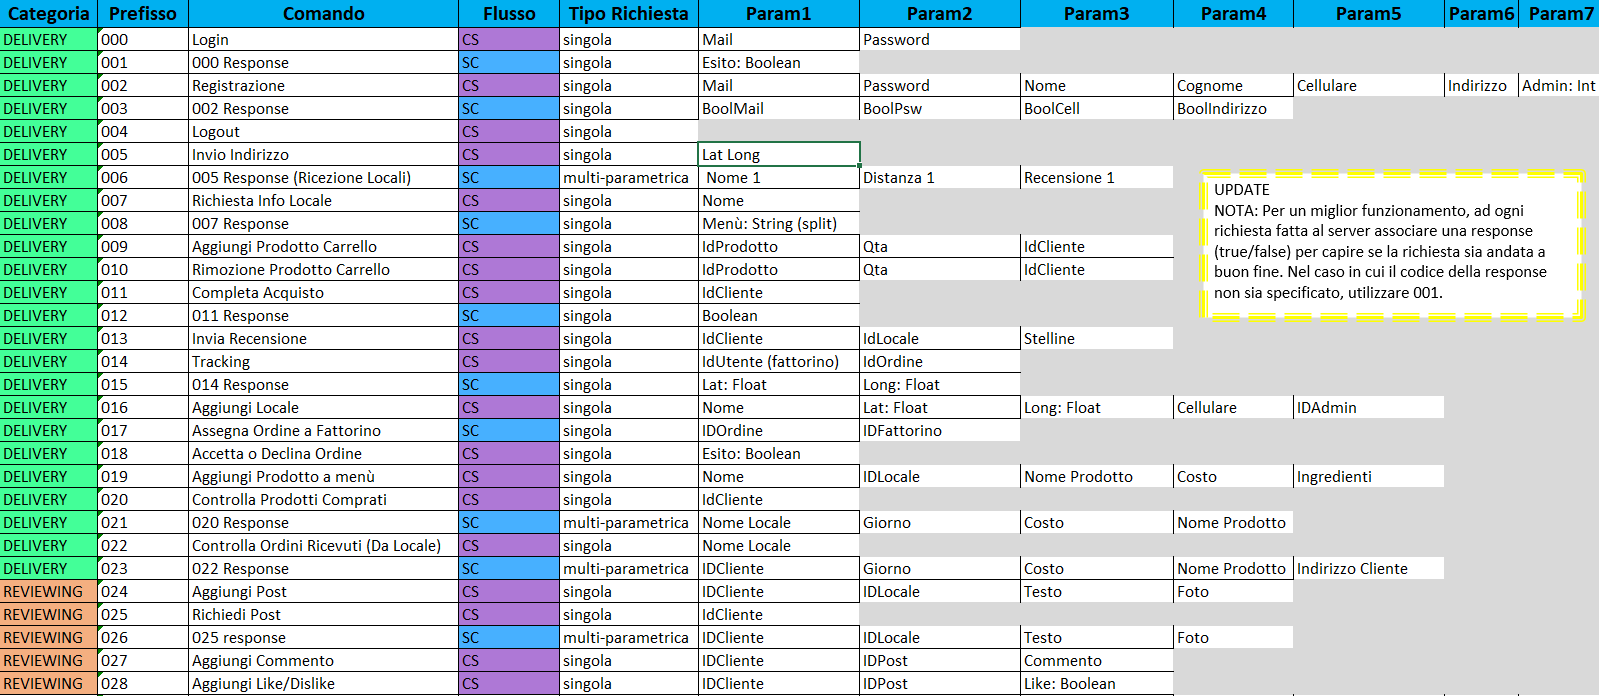 Categoria Prefisso Comando Flusso Tipo Richiesta Param1 Param2 Param3 Param4 Param5 Param6 Param7
DELIVERY 000 Login CS singola Mail Password
DELIVERY 001 000 Response SC singola Esito: Boolean
DELIVERY 002 Registrazione CS singola Mail Password Nome Cognome Cellulare Indirizzo Admin: Int
DELIVERY 003 002 Response SC singola BoolMail BoolPsw BoolCell BoolIndirizzo
DELIVERY 004 Logout CS singola
DELIVERY 005 Invio Indirizzo CS singola Lat Long
DELIVERY 006 005 Response (Ricezione Locali) SC multi-parametrica Nome 1 Distanza 1 Recensione 1
DELIVERY 007 Richiesta Info Locale CS singola Nome
DELIVERY 008 007 Response SC singola Menù: String (split)
DELIVERY 009 Aggiungi Prodotto Carrello CS singola IdProdotto Qta IdCliente
DELIVERY 010 Rimozione Prodotto Carrello CS singola IdProdotto Qta IdCliente
DELIVERY 011 Completa Acquisto CS singola IdCliente
DELIVERY 012 011 Response SC singola Boolean
DELIVERY 013 Invia Recensione CS singola IdCliente IdLocale Stelline
DELIVERY 014 Tracking CS singola IdUtente (fattorino) IdOrdine
DELIVERY 015 014 Response SC singola Lat: Float Long: Float
DELIVERY 016 Aggiungi Locale CS singola Nome Lat: Float Long: Float Cellulare IDAdmin
DELIVERY 017 Assegna Ordine a Fattorino SC singola IDOrdine IDFattorino
DELIVERY 018 Accetta o Declina Ordine CS singola Esito: Boolean
DELIVERY 019 Aggiungi Prodotto a menù CS singola Nome IDLocale Nome Prodotto Costo Ingredienti
DELIVERY 020 Controlla Prodotti Comprati CS singola IdCliente
DELIVERY 021 020 Response SC multi-parametrica Nome Locale Giorno Costo Nome Prodotto
DELIVERY 022 Controlla Ordini Ricevuti (Da Locale) CS singola Nome Locale
DELIVERY 023 022 Response SC multi-parametrica IDCliente Giorno Costo Nome Prodotto Indirizzo Cliente
REVIEWING 024 Aggiungi Post CS singola IDCliente IDLocale Testo Foto
REVIEWING 025 Richiedi Post CS singola IdCliente
REVIEWING 026 025 response SC multi-parametrica IDCliente IDLocale Testo Foto
REVIEWING 027 Aggiungi Commento CS singola IDCliente IDPost Commento
REVIEWING 028 Aggiungi Like/Dislike CS singola IDCliente IDPost Like: Boolean
UPDATE
NOTA: Per un miglior funzionamento, ad ogni
richiesta fatta al server associare una response
(true/false) per capire se la richiesta sia andata a
buon fine. Nel caso in cui il codice della response
non sia specificato, utilizzare 001.